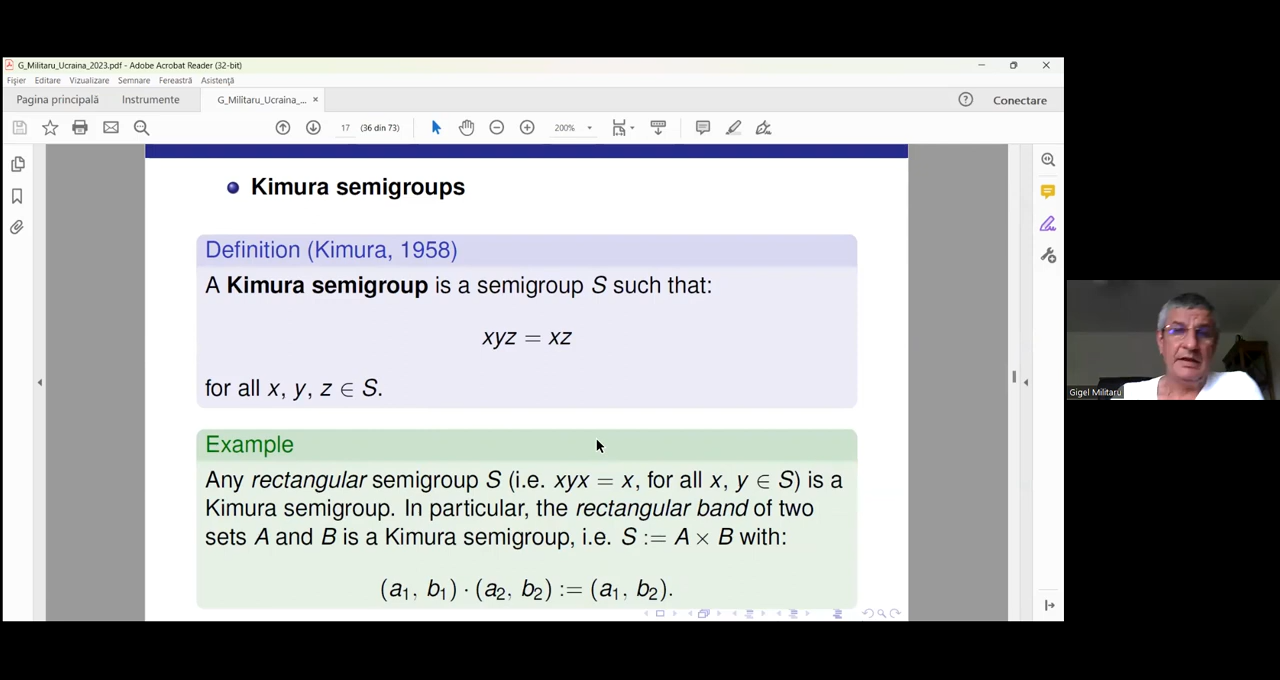 G_Militaru_Ucraina_2023.pdf - Adobe Acrobat Reader (32-bit)
Fișier Editare Vizualizare Semnare Fereastră Asistență
Pagina principală Instrumente G_Militaru_Ucraina_... × Conectare
17 (36 din 73) 200%
Kimura semigroups
Definition (Kimura, 1958)
A Kimura semigroup is a semigroup S such that:
xyz = xz
for all x, y, z ∈ S.
Example
Any rectangular semigroup S (i.e. xyx = x, for all x, y ∈ S) is a
Kimura semigroup. In particular, the rectangular band of two
sets A and B is a Kimura semigroup, i.e. S := A × B with:
(a₁, b₁) · (a₂, b₂) := (a₁, b₂).
Gigel Militaru